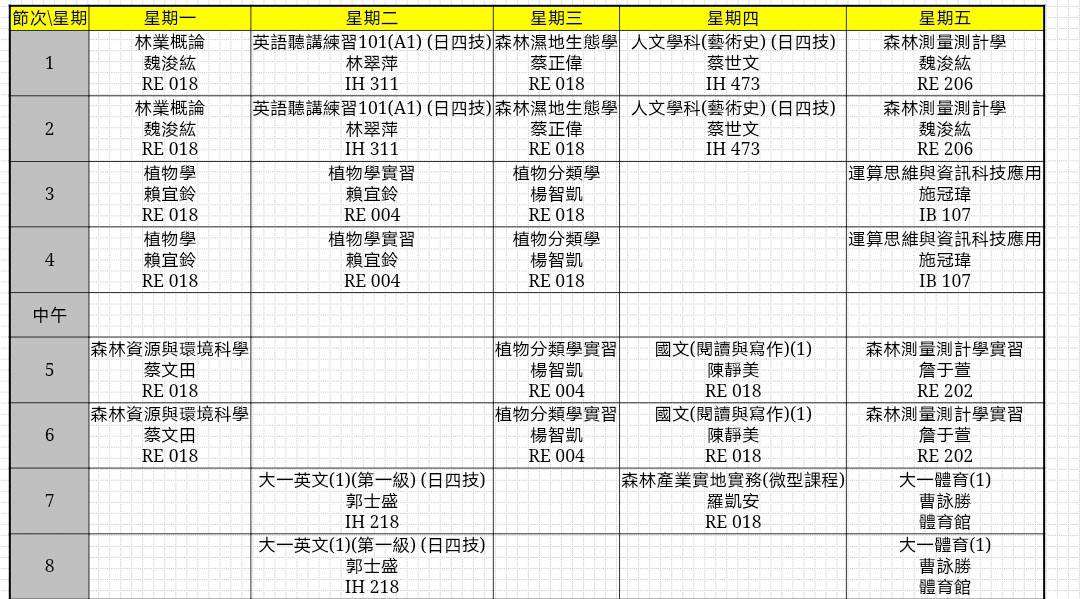 節次\星期 星期一 星期二 星期三 星期四 星期五
林業概論 英語聽講練習101(A1) (日四技) 森林濕地生態學 人文學科(藝術史) (日四技) 森林測量測計學
1 魏浚紘 林翠萍 蔡正偉 蔡世文 魏浚紘
RE 018 IH 311 RE 018 IH 473 RE 206
林業概論 英語聽講練習101(A1) (日四技) 森林濕地生態學 人文學科(藝術史) (日四技) 森林測量測計學
2 魏浚紘 林翠萍 蔡正偉 蔡世文 魏浚紘
RE 018 IH 311 RE 018 IH 473 RE 206
植物學 植物學實習 植物分類學 運算思維與資訊科技應用
3 賴宜鈴 賴宜鈴 楊智凱 施冠瑋
RE 018 RE 004 RE 018 IB 107
植物學 植物學實習 植物分類學 運算思維與資訊科技應用
4 賴宜鈴 賴宜鈴 楊智凱 施冠瑋
RE 018 RE 004 RE 018 IB 107
中午
森林資源與環境科學 植物分類學實習 國文(閱讀與寫作)(1) 森林測量測計學實習
5 蔡文田 楊智凱 陳靜美 詹于萱
RE 018 RE 004 RE 018 RE 202
森林資源與環境科學 植物分類學實習 國文(閱讀與寫作)(1) 森林測量測計學實習
6 蔡文田 楊智凱 陳靜美 詹于萱
RE 018 RE 004 RE 018 RE 202
大一英文(1)(第一級) (日四技) 森林產業實地實務(微型課程) 大一體育(1)
7 郭士盛 羅凱安 曹詠勝
IH 218 RE 018 體育館
大一英文(1)(第一級) (日四技) 大一體育(1)
8 郭士盛 曹詠勝
IH 218 體育館